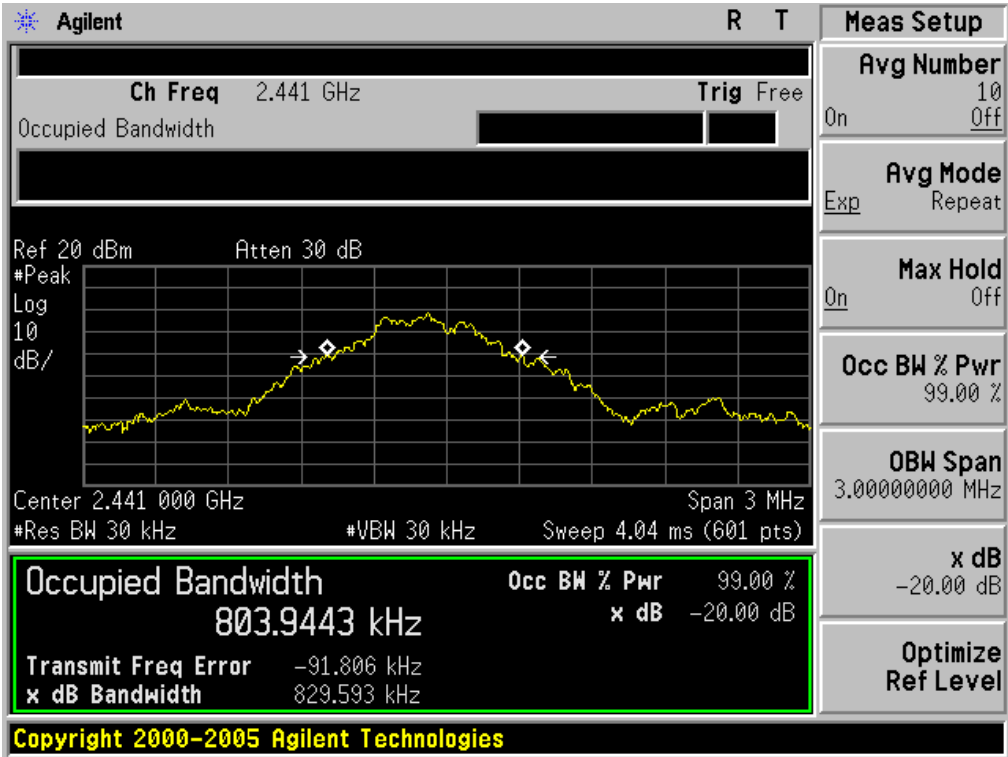 Agilent R T
Ch Freq 2.441 GHz Trig Free
Occupied Bandwidth
Ref 20 dBm Atten 30 dB
#Peak
Log
10
dB/
Center 2.441 000 GHz Span 3 MHz
#Res BW 30 kHz #VBW 30 kHz Sweep 4.04 ms (601 pts)
Occupied Bandwidth Occ BW % Pwr 99.00 %
803.9443 kHz x dB -20.00 dB
Transmit Freq Error -91.806 kHz
x dB Bandwidth 829.593 kHz
Copyright 2000-2005 Agilent Technologies
Meas Setup
Avg Number
10
On Off
Avg Mode
Exp Repeat
Max Hold
On Off
Occ BW % Pwr
99.00 %
OBW Span
3.00000000 MHz
x dB
-20.00 dB
Optimize
Ref Level